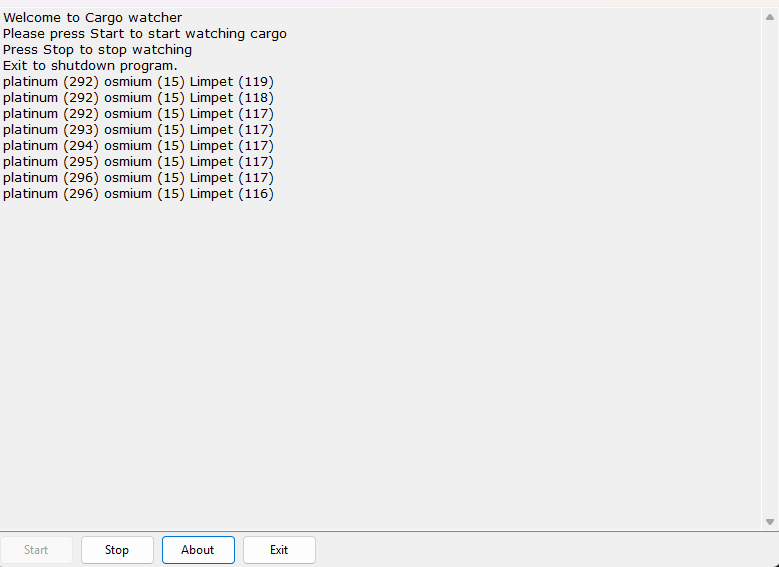 Welcome to Cargo watcher
Please press Start to start watching cargo
Press Stop to stop watching
Exit to shutdown program.
platinum (292) osmium (15) Limpet (119)
platinum (292) osmium (15) Limpet (118)
platinum (292) osmium (15) Limpet (117)
platinum (293) osmium (15) Limpet (117)
platinum (294) osmium (15) Limpet (117)
platinum (295) osmium (15) Limpet (117)
platinum (296) osmium (15) Limpet (117)
platinum (296) osmium (15) Limpet (116)
Start Stop About Exit